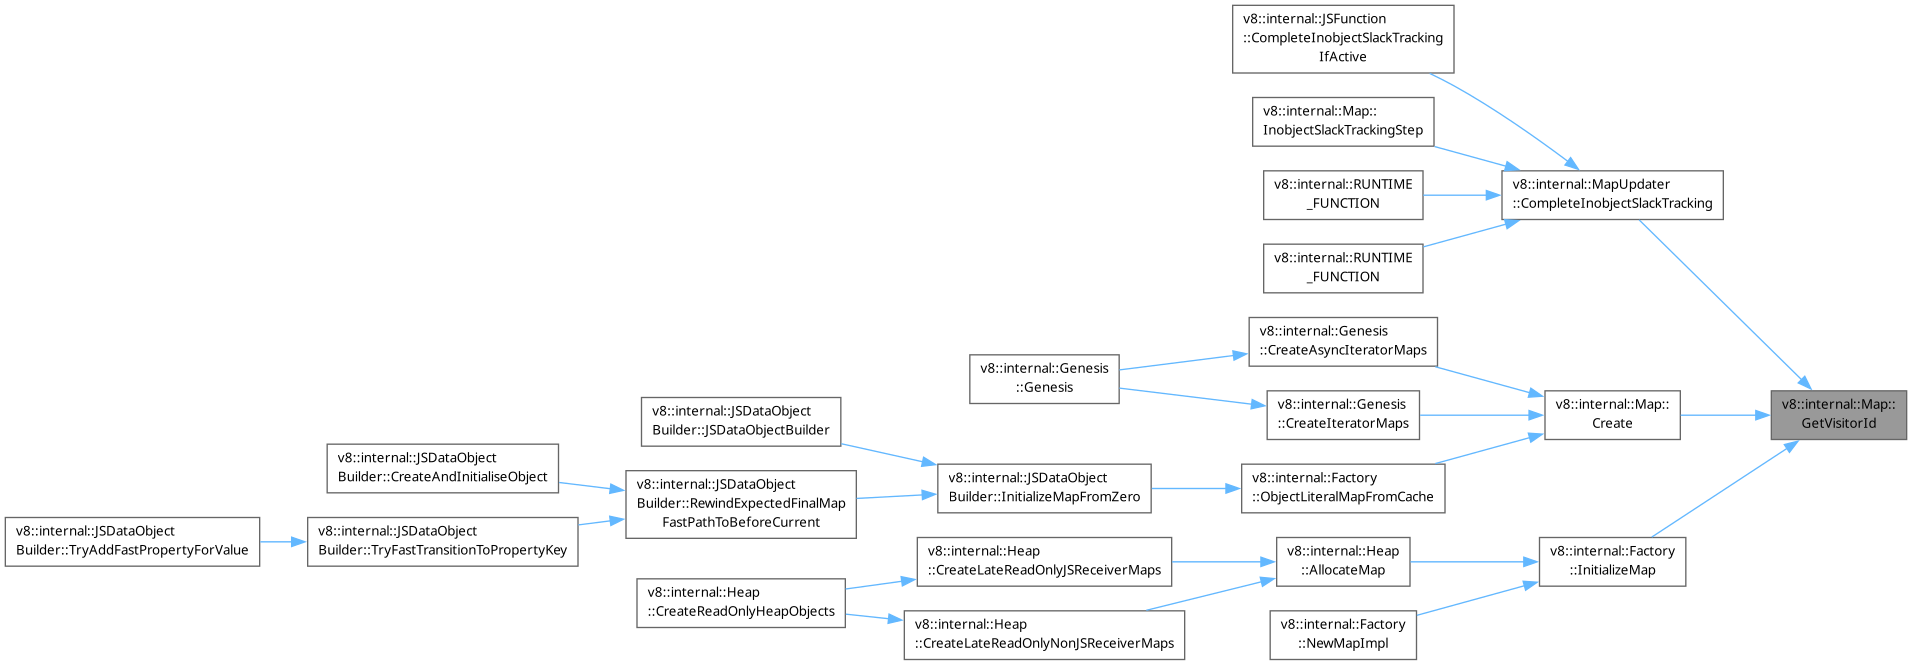 v8::internal::JSFunction
::CompleteInobjectSlackTracking
IfActive
v8::internal::Map::
InobjectSlackTrackingStep
v8::internal::RUNTIME
_FUNCTION
v8::internal::MapUpdater
::CompleteInobjectSlackTracking
v8::internal::RUNTIME
_FUNCTION
v8::internal::Genesis
::CreateAsyncIteratorMaps
v8::internal::Genesis
::Genesis
v8::internal::Genesis
::CreateIteratorMaps
v8::internal::Map::
Create
v8::internal::Map::
GetVisitorId
v8::internal::JSDataObject
Builder::JSDataObjectBuilder
v8::internal::JSDataObject
Builder::CreateAndInitialiseObject
v8::internal::JSDataObject
Builder::RewindExpectedFinalMap
FastPathToBeforeCurrent
v8::internal::JSDataObject
Builder::InitializeMapFromZero
v8::internal::Factory
::ObjectLiteralMapFromCache
v8::internal::JSDataObject
Builder::TryAddFastPropertyForValue
v8::internal::JSDataObject
Builder::TryFastTransitionToPropertyKey
v8::internal::Heap
::CreateLateReadOnlyJSReceiverMaps
v8::internal::Heap
::AllocateMap
v8::internal::Factory
::InitializeMap
v8::internal::Heap
::CreateReadOnlyHeapObjects
v8::internal::Heap
::CreateLateReadOnlyNonJSReceiverMaps
v8::internal::Factory
::NewMapImpl